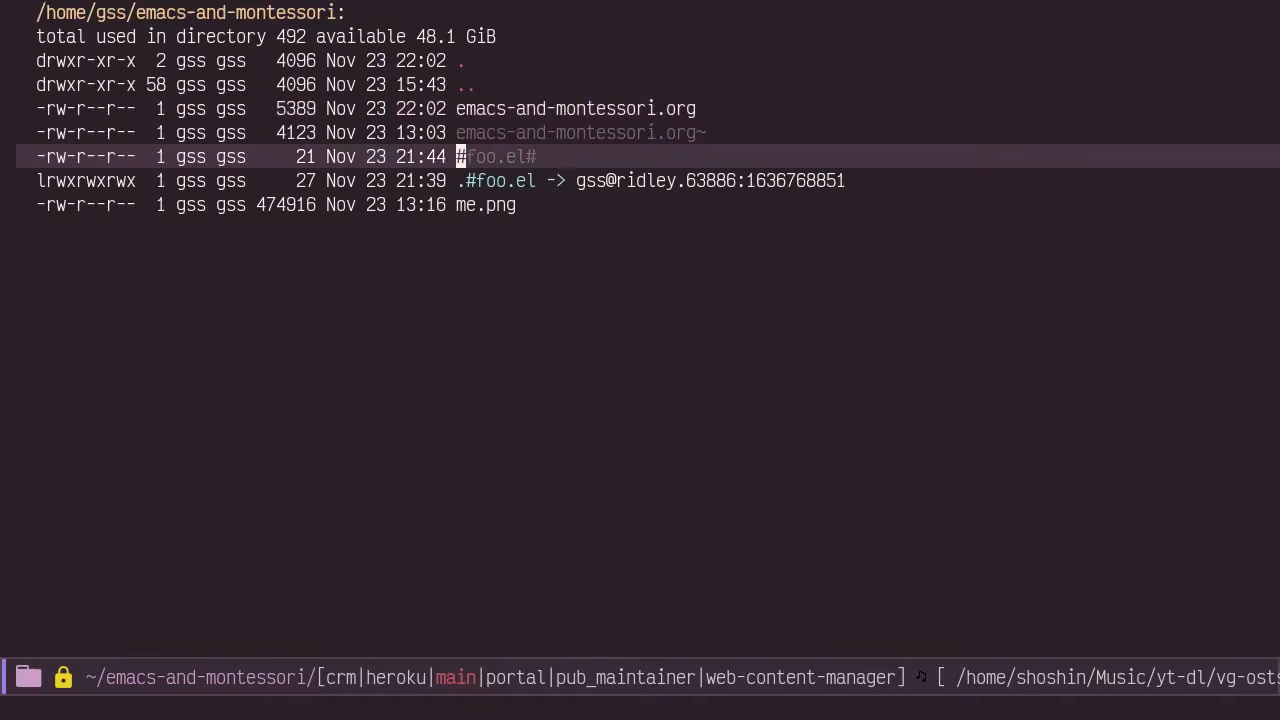 /home/gss/emacs-and-montessori:
total used in directory 492 available 48.1 GiB
drwxr-xr-x  2 gss gss   4096 Nov 23 22:02 .
drwxr-xr-x 58 gss gss   4096 Nov 23 15:43 ..
-rw-r--r--  1 gss gss   5389 Nov 23 22:02 emacs-and-montessori.org
-rw-r--r--  1 gss gss   4123 Nov 23 13:03 emacs-and-montessori.org~
-rw-r--r--  1 gss gss     21 Nov 23 21:44 #foo.el#
lrwxrwxrwx  1 gss gss     27 Nov 23 21:39 .#foo.el -> gss@ridley.63886:1636768851
-rw-r--r--  1 gss gss 474916 Nov 23 13:16 me.png
~/emacs-and-montessori/[crm|heroku|main|portal|pub_maintainer|web-content-manager] ♫ [ /home/shoshin/Music/yt-dl/vg-osts